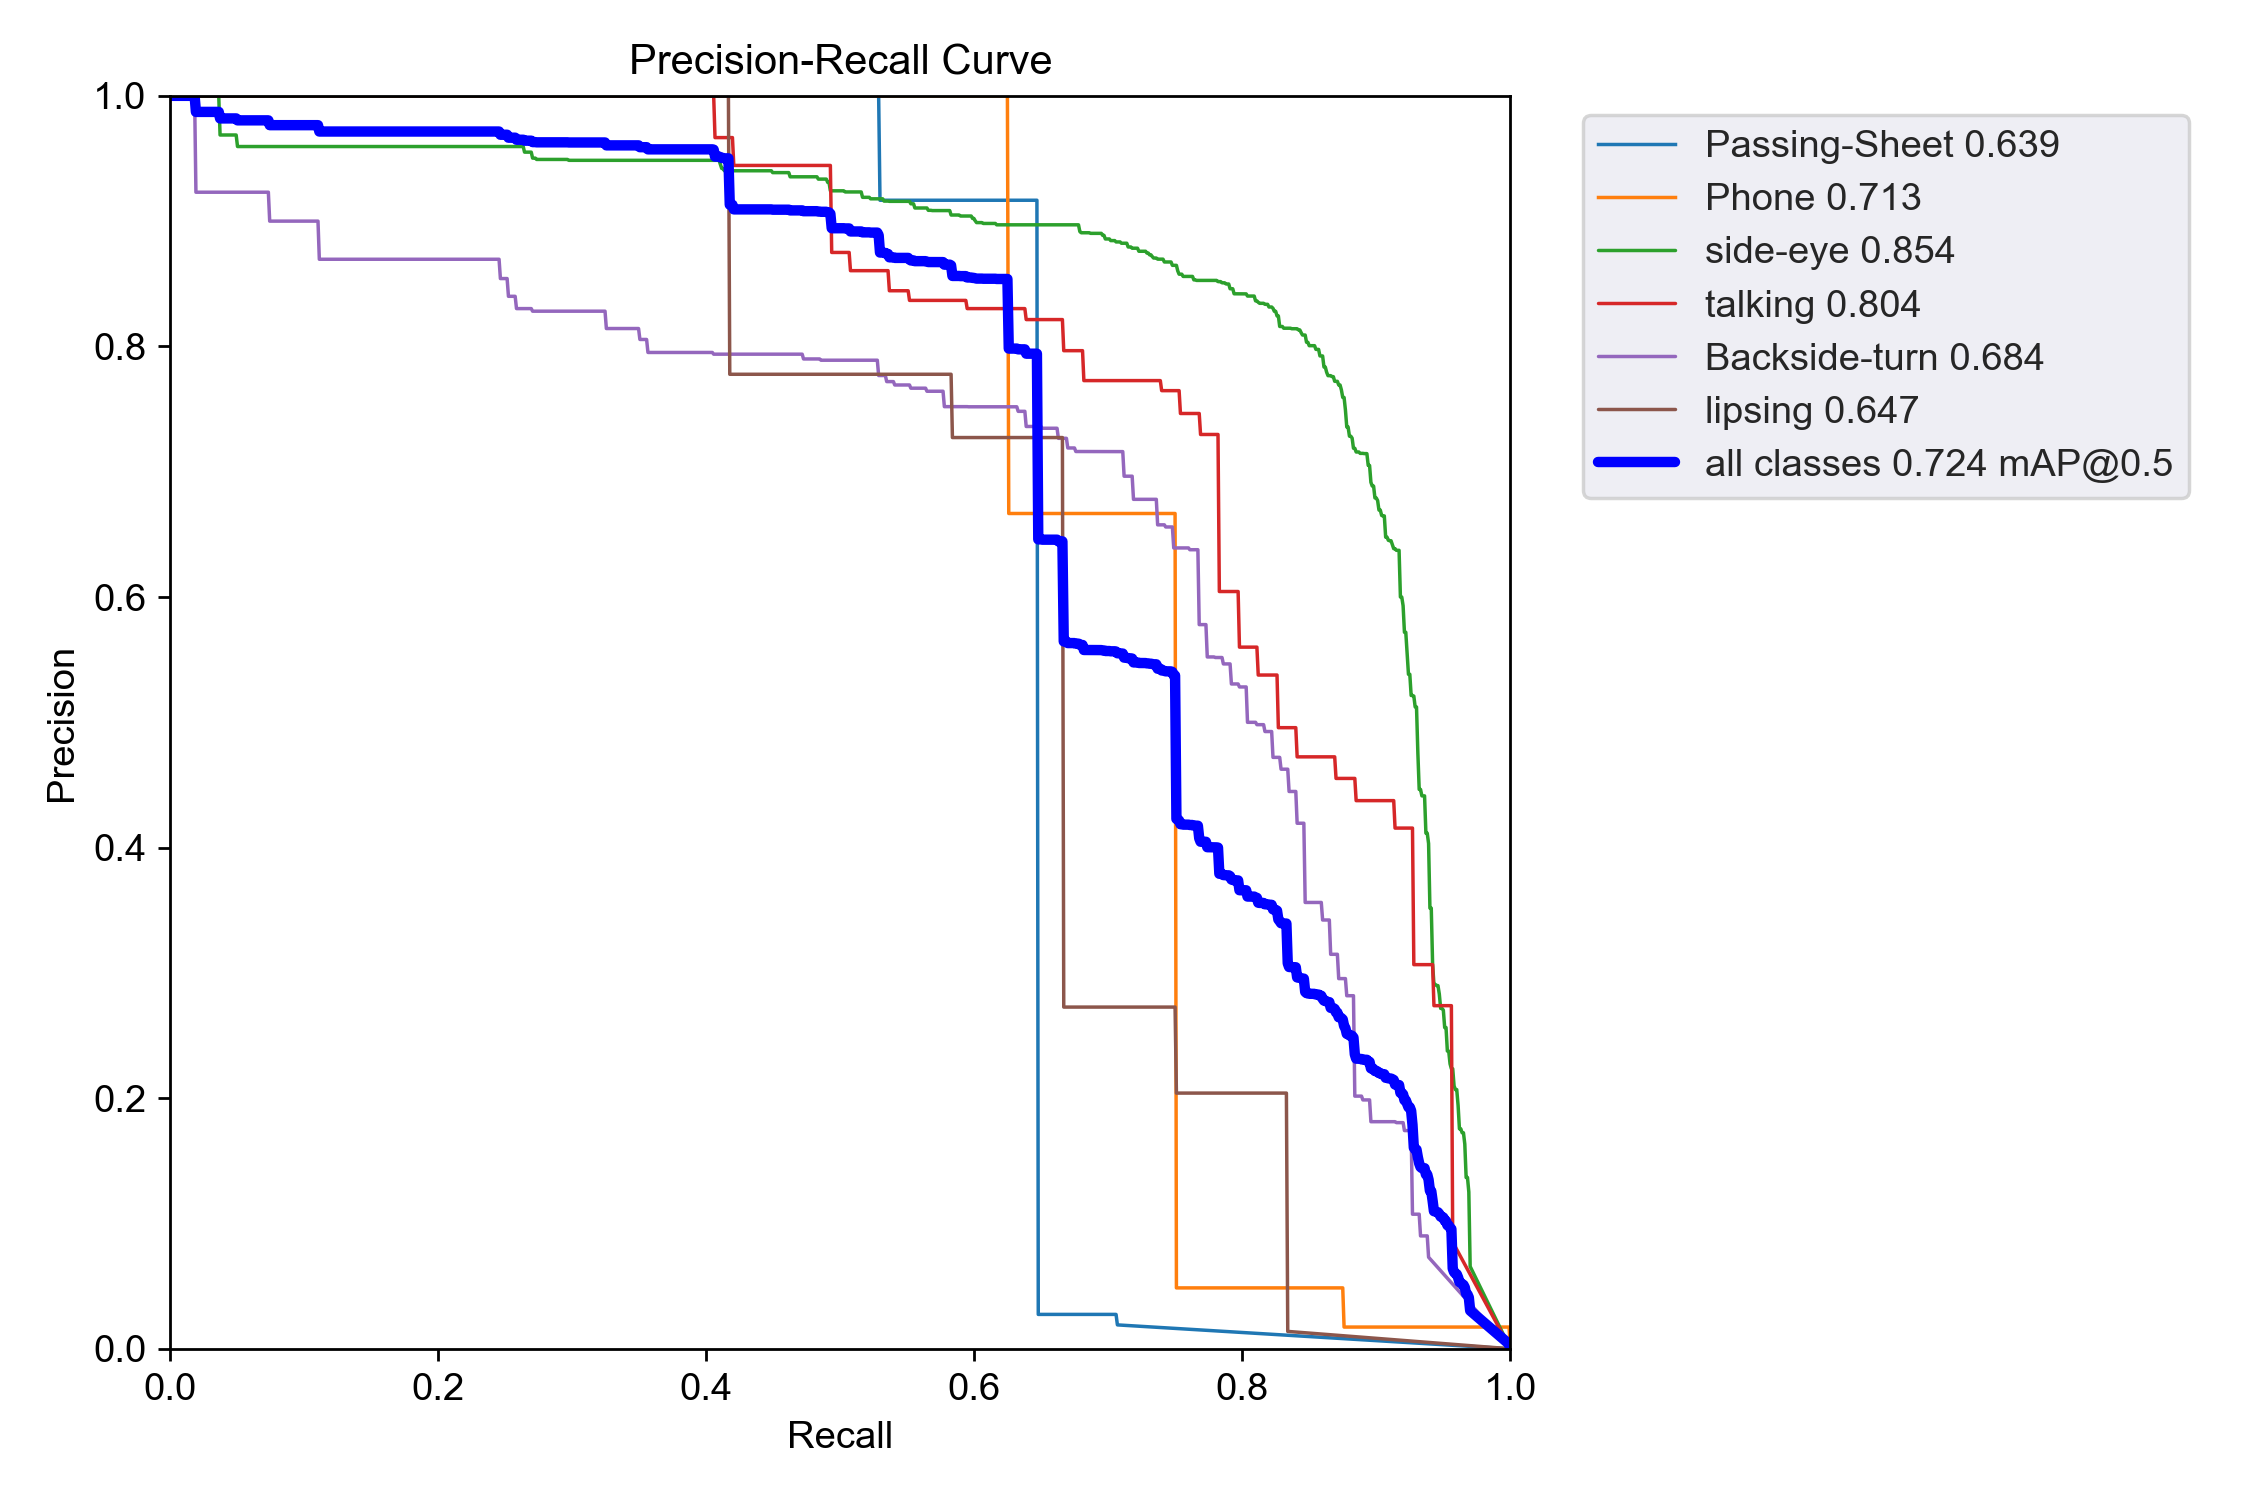 Precision-Recall Curve
1.0
0.8
0.6
0.4
0.2
0.0
Precision
0.0 0.2 0.4 0.6 0.8 1.0
Recall
Passing-Sheet 0.639
Phone 0.713
side-eye 0.854
talking 0.804
Backside-turn 0.684
lipsing 0.647
all classes 0.724 mAP@0.5